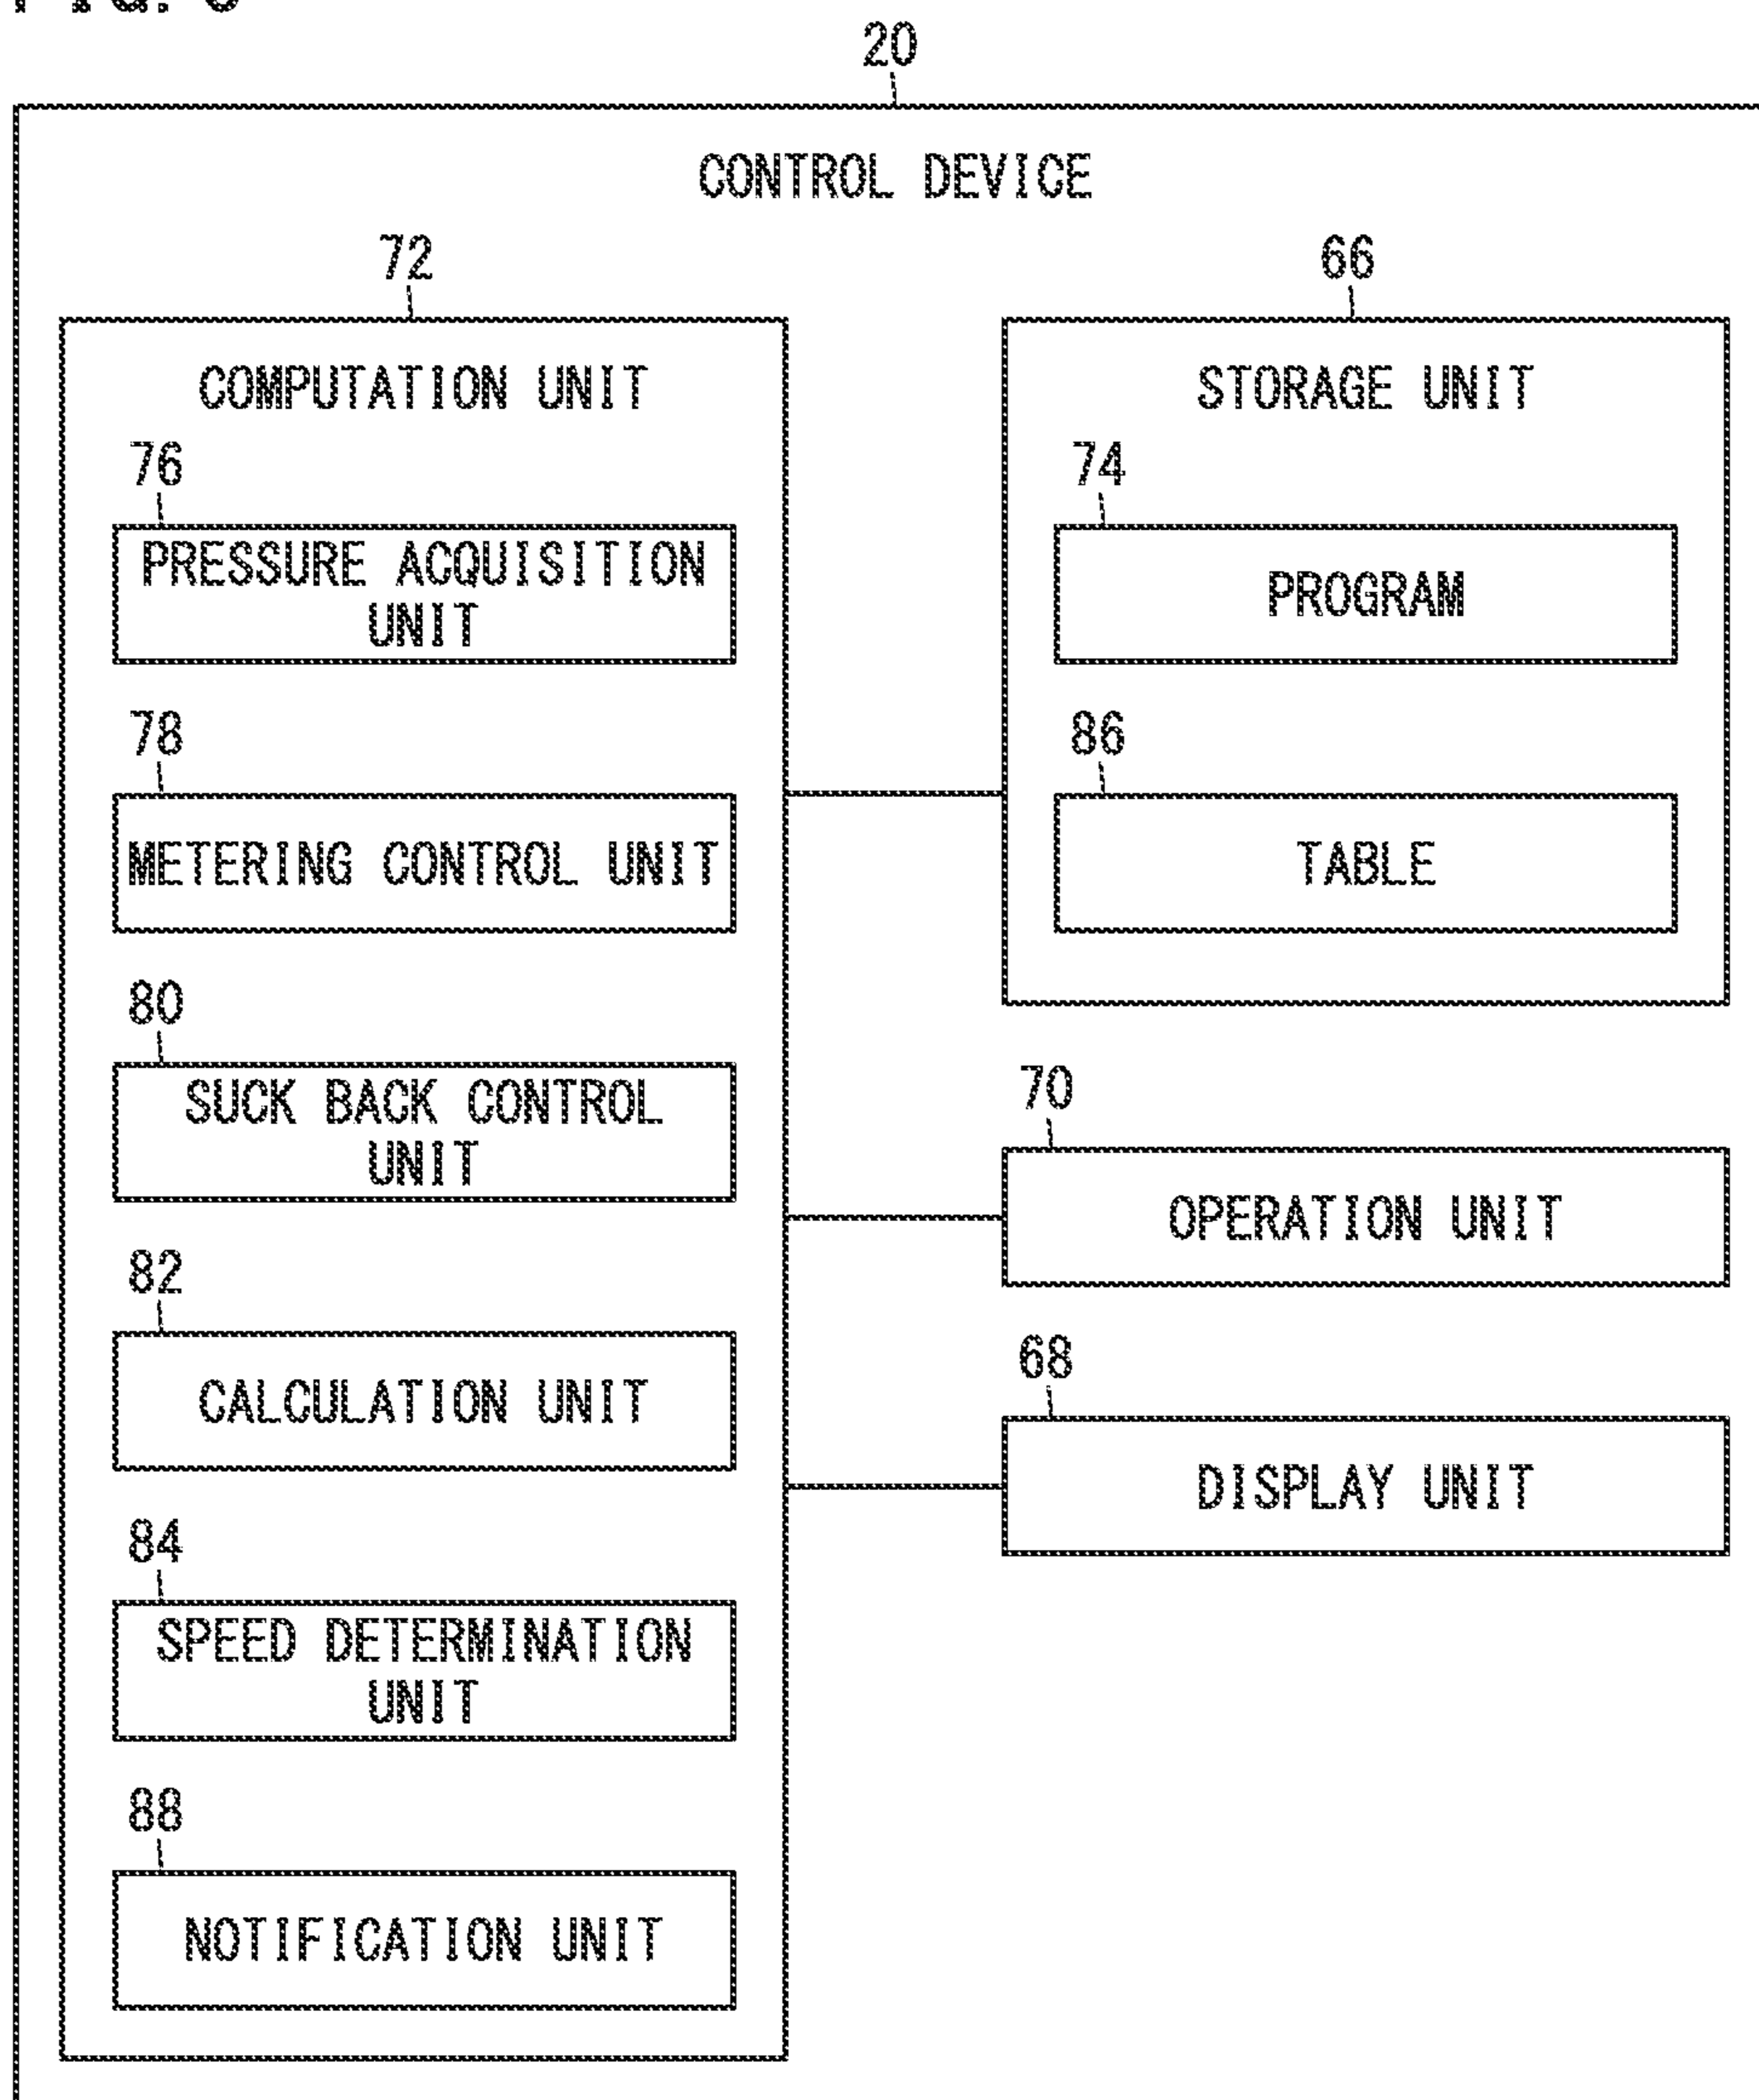 20
CONTROL DEVICE
72
COMPUTATION UNIT
76
PRESSURE ACQUISITION
UNIT
78
METERING CONTROL UNIT
80
SUCK BACK CONTROL
UNIT
82
CALCULATION UNIT
84
SPEED DETERMINATION
UNIT
88
NOTIFICATION UNIT
66
STORAGE UNIT
74
PROGRAM
86
TABLE
70
OPERATION UNIT
68
DISPLAY UNIT